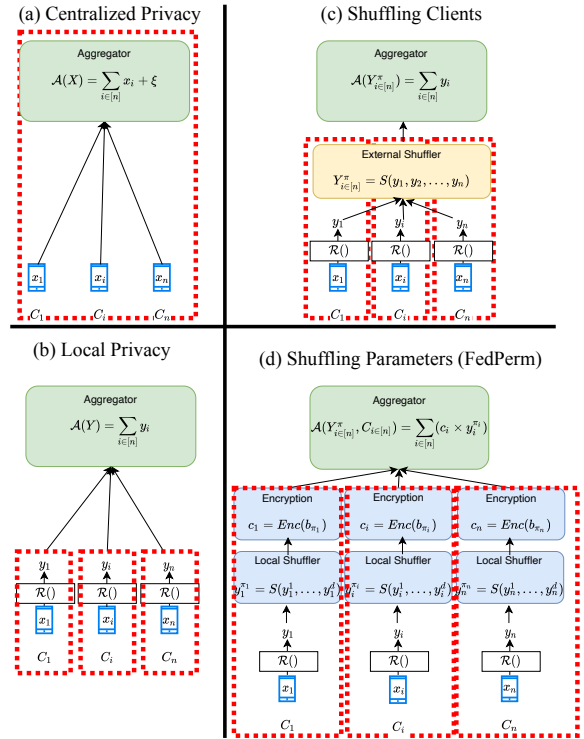 (a) Centralized Privacy
Aggregator
𝒜(X) = ∑_{i∈[n]} x_i + ξ
x_1 x_i x_n
C_1 C_i C_n
(c) Shuffling Clients
Aggregator
𝒜(Y^π_{i∈[n]}) = ∑_{i∈[n]} y_i
External Shuffler
Y^π_{i∈[n]} = S(y_1, y_2, . . . , y_n)
y_1 y_i y_n
ℛ() ℛ() ℛ()
x_1 x_i x_n
C_1 C_i C_n
(b) Local Privacy
Aggregator
𝒜(Y) = ∑_{i∈[n]} y_i
y_1 y_i y_n
ℛ() ℛ() ℛ()
x_1 x_i x_n
C_1 C_i C_n
(d) Shuffling Parameters (FedPerm)
Aggregator
𝒜(Y^π_{i∈[n]}, C_{i∈[n]}) = ∑_{i∈[n]} (c_i × y_i^{π_i})
Encryption Encryption Encryption
c_1 = Enc(b_{π_1}) c_i = Enc(b_{π_i}) c_n = Enc(b_{π_n})
Local Shuffler Local Shuffler Local Shuffler
y_1^{π_1} = S(y_1^1, . . . , y_1^d) y_i^{π_i} = S(y_i^1, . . . , y_i^d) y_n^{π_n} = S(y_n^1, . . . , y_n^d)
y_1 y_i y_n
ℛ() ℛ() ℛ()
x_1 x_i x_n
C_1 C_i C_n